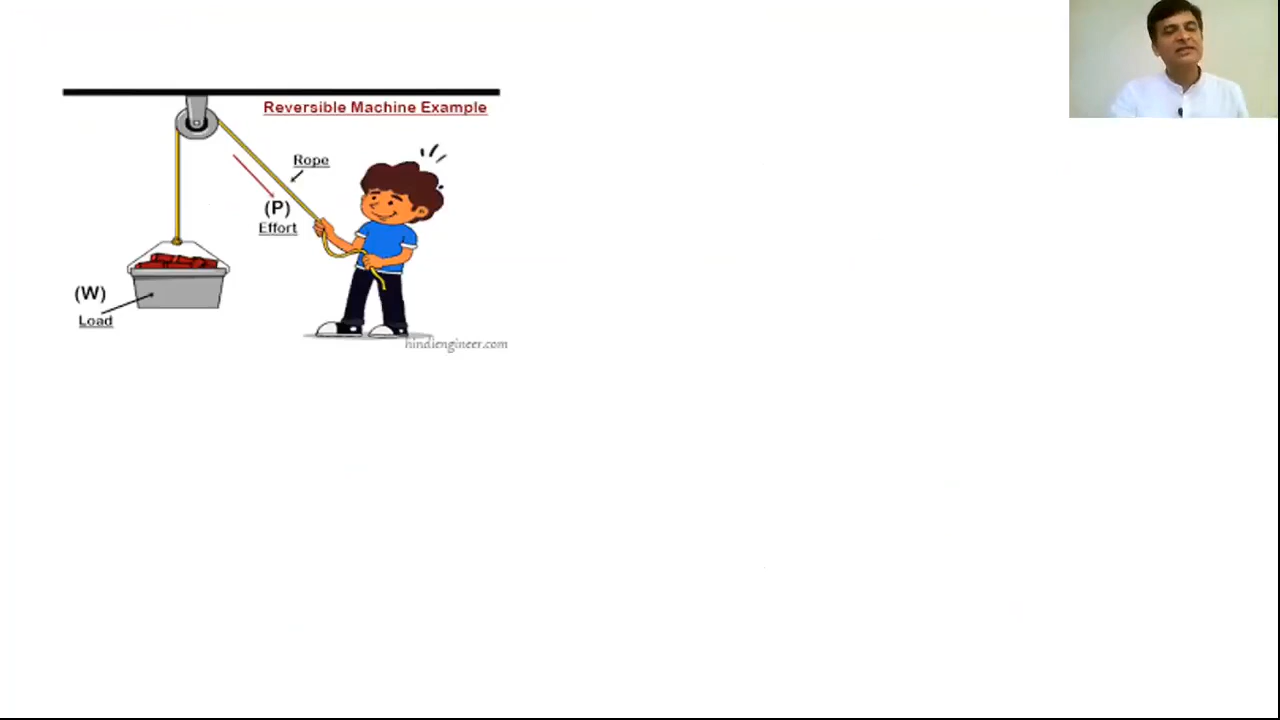 Reversible Machine Example
Rope
(P)
Effort
(W)
Load
hindiengineer.com